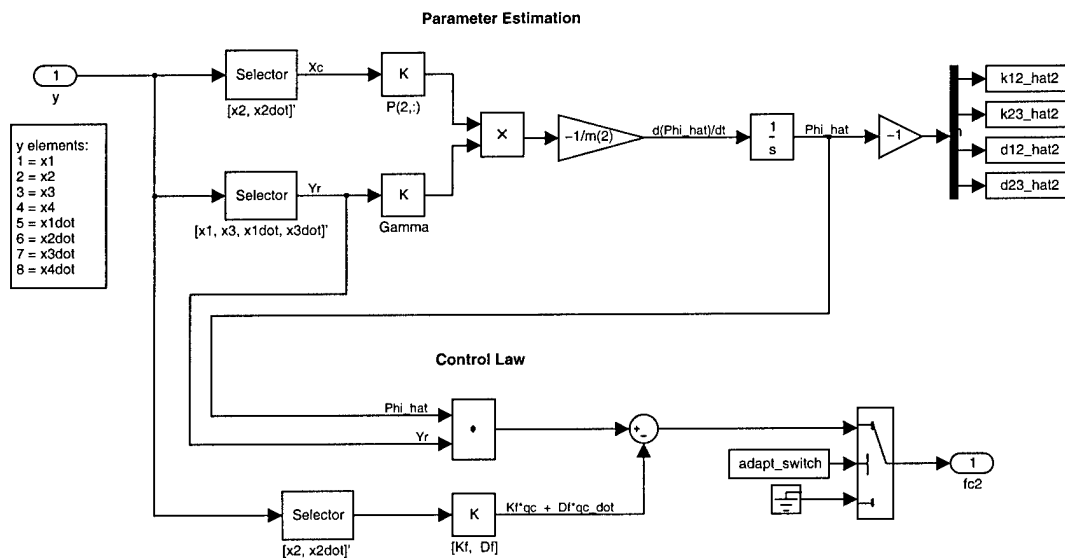 Parameter Estimation
1
y
Selector
[x2, x2dot]'
Xc
K
P(2,:)
×
-1/m(2)
d(Phi_hat)/dt
1
s
Phi_hat
-1
k12_hat2
k23_hat2
d12_hat2
d23_hat2
y elements:
1 = x1
2 = x2
3 = x3
4 = x4
5 = x1dot
6 = x2dot
7 = x3dot
8 = x4dot
Selector
[x1, x3, x1dot, x3dot]'
Yr
K
Gamma
Control Law
Phi_hat
Yr
+
-
adapt_switch
1
fc2
Selector
[x2, x2dot]'
K
[Kf, Df]
Kf*qc + Df*qc_dot